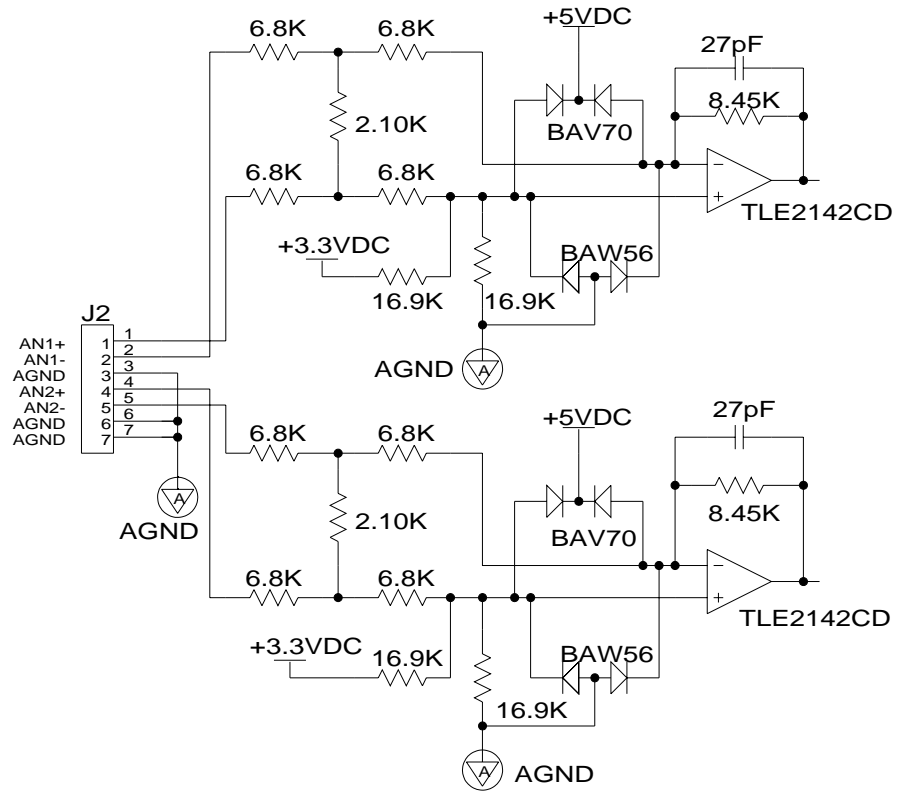 +5VDC
6.8K
6.8K
27pF
2.10K
8.45K
BAV70
6.8K
6.8K
−
+
TLE2142CD
+3.3VDC
BAW56
16.9K
16.9K
J2
AN1+ 1 1
AN1- 2 2
AGND 3 3
AN2+ 4 4
AN2- 5 5
AGND 6 6
AGND 7 7
AGND
A
A
AGND
+5VDC
27pF
6.8K
6.8K
8.45K
2.10K
BAV70
6.8K
6.8K
−
+
TLE2142CD
+3.3VDC
16.9K
BAW56
16.9K
A
AGND